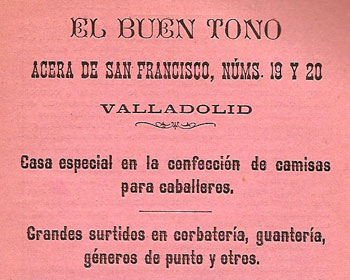 EL BUEN TONO
ACERA DE SAN FRANCISCO, NÚMS. 19 Y 20
VALLADOLID
Casa especial en la confección de camisas
para caballeros.
Grandes surtidos en corbatería, guantería,
géneros de punto y otros.